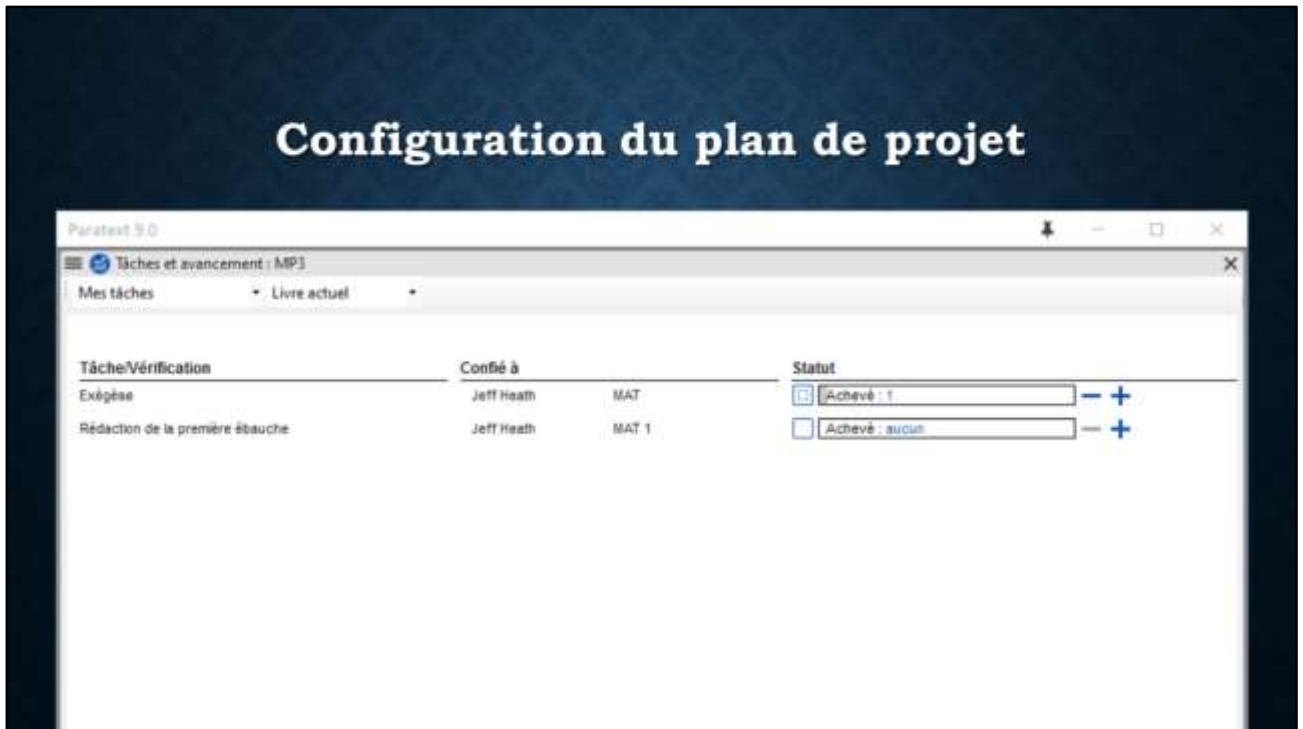 Configuration du plan de projet
Paratext 9.0
Tâches et avancement : MP3
Mes tâches Livre actuel
Tâche/Vérification Confié à Statut
Exégèse Jeff Heath MAT Achevé : 1
Rédaction de la première ébauche Jeff Heath MAT 1 Achevé : aucun